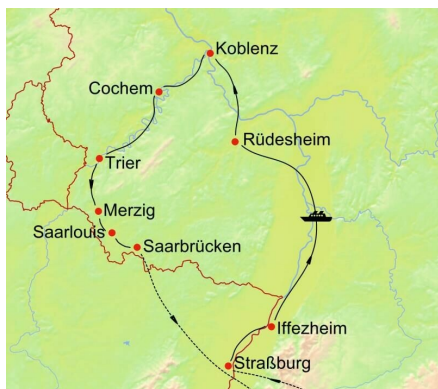 Koblenz
Cochem
Rüdesheim
Trier
Merzig
Saarlouis
Saarbrücken
Iffezheim
Straßburg